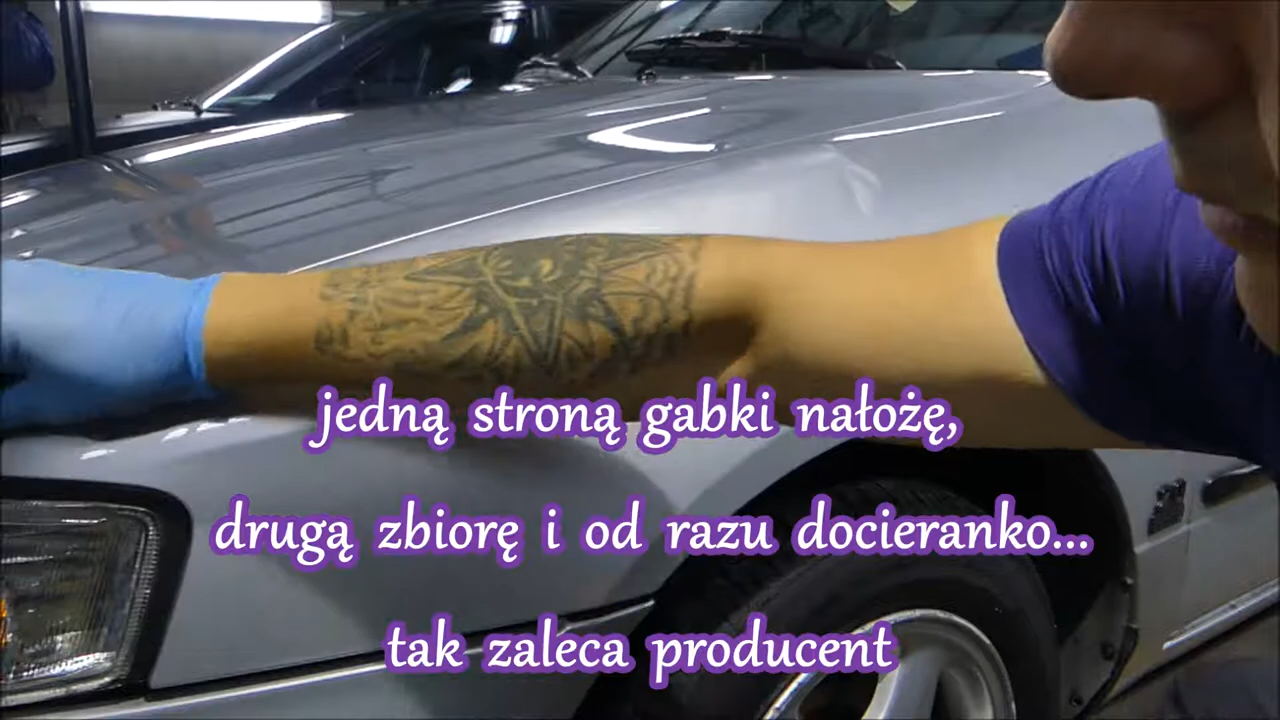 jedną stroną gabki nałożę,
drugą zbiorę i od razu docieranko...
tak zaleca producent